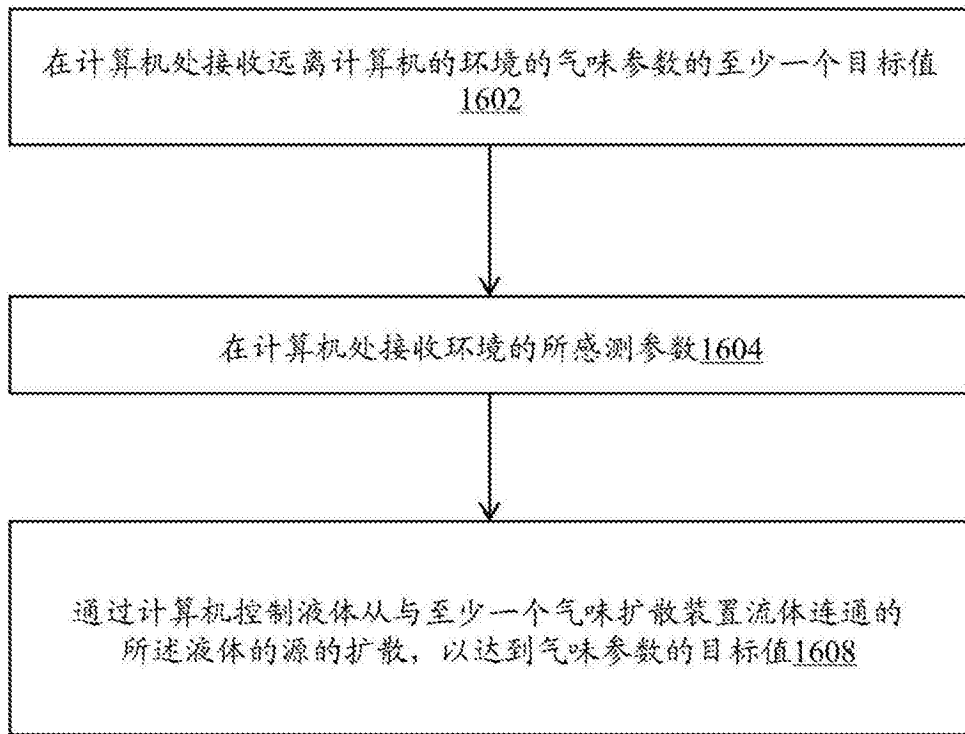 在计算机处接收远离计算机的环境的气味参数的至少一个目标值
1602
在计算机处接收环境的所感测参数1604
通过计算机控制液体从与至少一个气味扩散装置流体连通的
所述液体的源的扩散，以达到气味参数的目标值1608